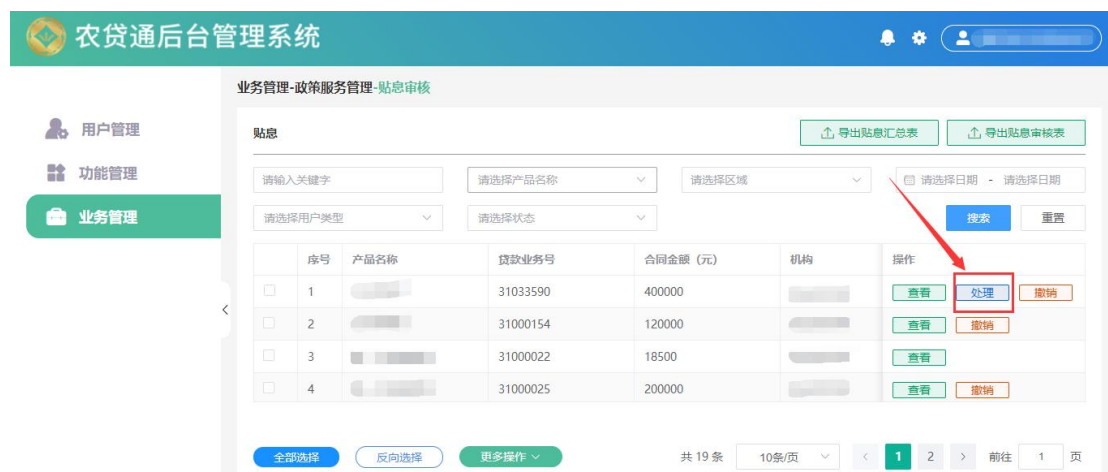 农贷通后台管理系统
业务管理-政策服务管理-贴息审核
用户管理
功能管理
业务管理
贴息
导出贴息汇总表 导出贴息审核表
请输入关键字 请选择产品名称 请选择区域 请选择日期 - 请选择日期
请选择用户类型 请选择状态 搜索 重置
序号 产品名称 贷款业务号 合同金额（元） 机构 操作
1 31033590 400000 查看 处理 撤销
2 31000154 120000 查看 撤销
3 31000022 18500 查看
4 31000025 200000 查看 撤销
全部选择 反向选择 更多操作 共 19 条 10条/页 < 1 2 > 前往 1 页